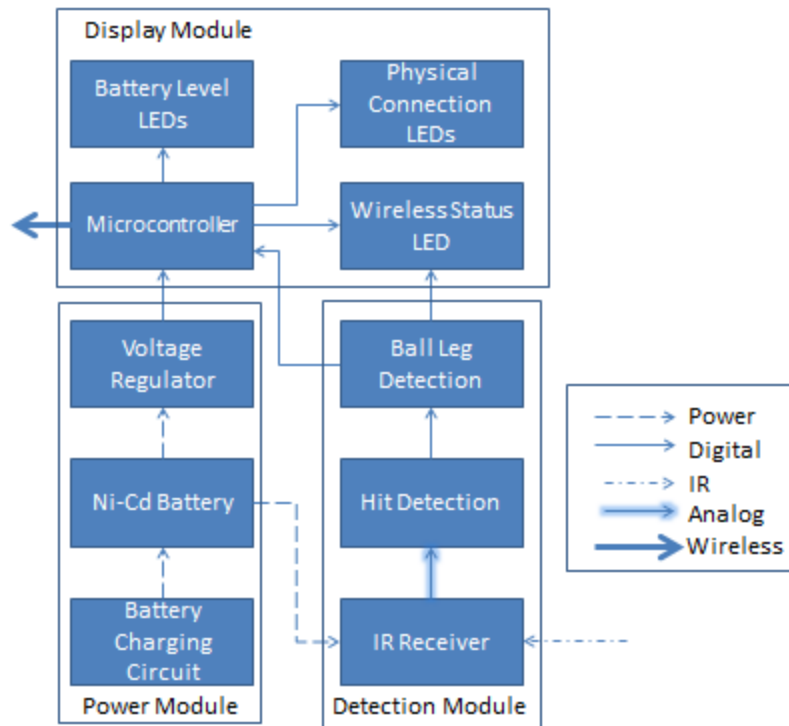 Display Module
Battery Level
LEDs
Physical
Connection
LEDs
Microcontroller
Wireless Status
LED
Voltage
Regulator
Ball Leg
Detection
Ni-Cd Battery
Hit Detection
Battery
Charging
Circuit
IR Receiver
Power Module
Detection Module
Power
Digital
IR
Analog
Wireless